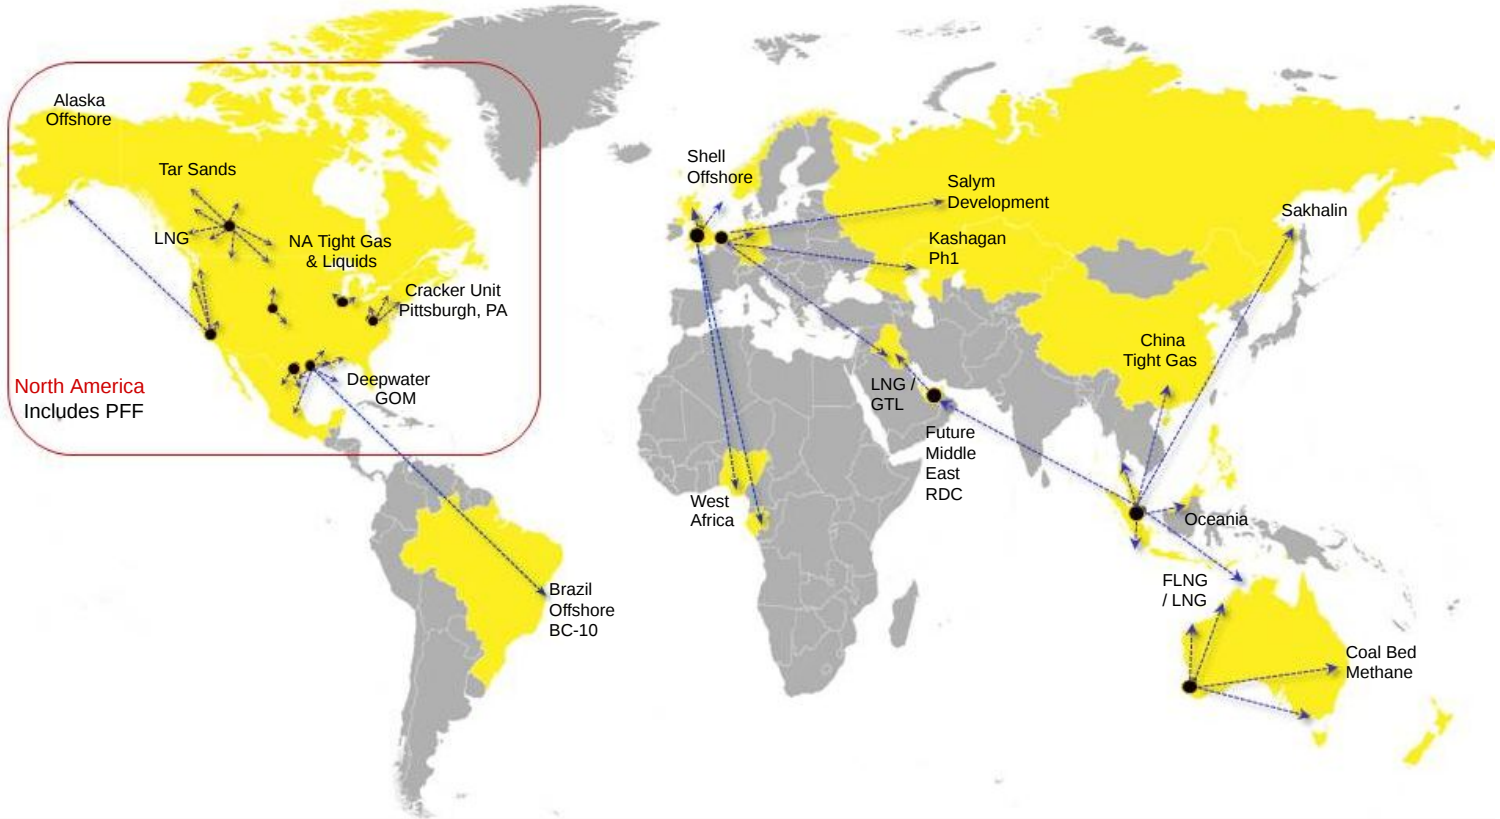 Alaska
Offshore
Tar Sands
LNG
NA Tight Gas
& Liquids
Cracker Unit
Pittsburgh, PA
Deepwater
GOM
North America
Includes PFF
Brazil
Offshore
BC-10
Shell
Offshore
Salym
Development
Kashagan
Ph1
Sakhalin
China
Tight Gas
LNG /
GTL
Future
Middle
East
RDC
West
Africa
Oceania
FLNG
/ LNG
Coal Bed
Methane